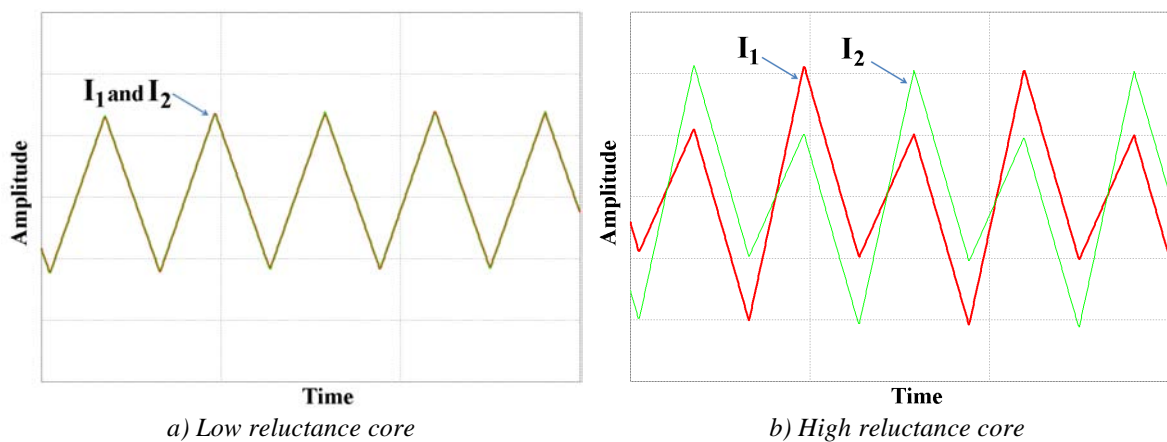 I1 and I2
Amplitude
Time
a) Low reluctance core
I1
I2
Amplitude
Time
b) High reluctance core